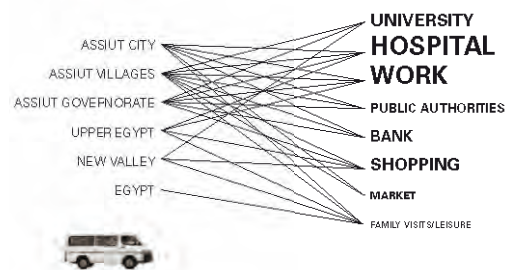 ASSIUT CITY
ASSIUT VILLAGES
ASSIUT GOVERNORATE
UPPER EGYPT
NEW VALLEY
EGYPT
UNIVERSITY
HOSPITAL
WORK
PUBLIC AUTHORITIES
BANK
SHOPPING
MARKET
FAMILY VISITS/LEISURE